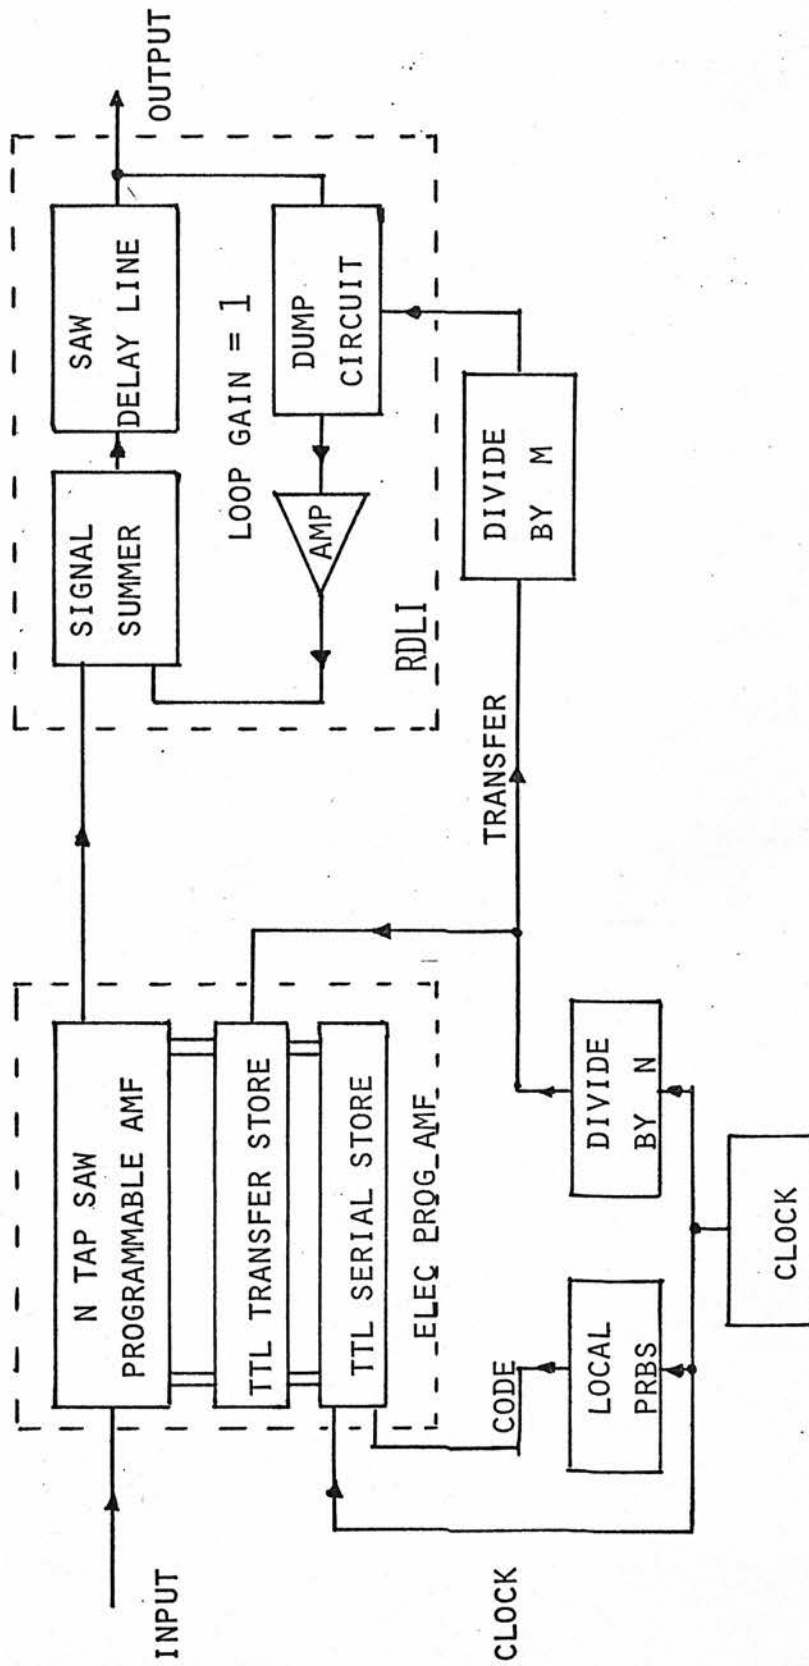 INPUT
N TAP SAW
PROGRAMMABLE AMF
TTL TRANSFER STORE
TTL SERIAL STORE
ELEC PROG AMF
SIGNAL
SUMMER
SAW
DELAY LINE
OUTPUT
LOOP GAIN = 1
AMP
DUMP
CIRCUIT
RDLI
TRANSFER
DIVIDE
BY M
CLOCK
CODE
LOCAL
PRBS
DIVIDE
BY N
CLOCK